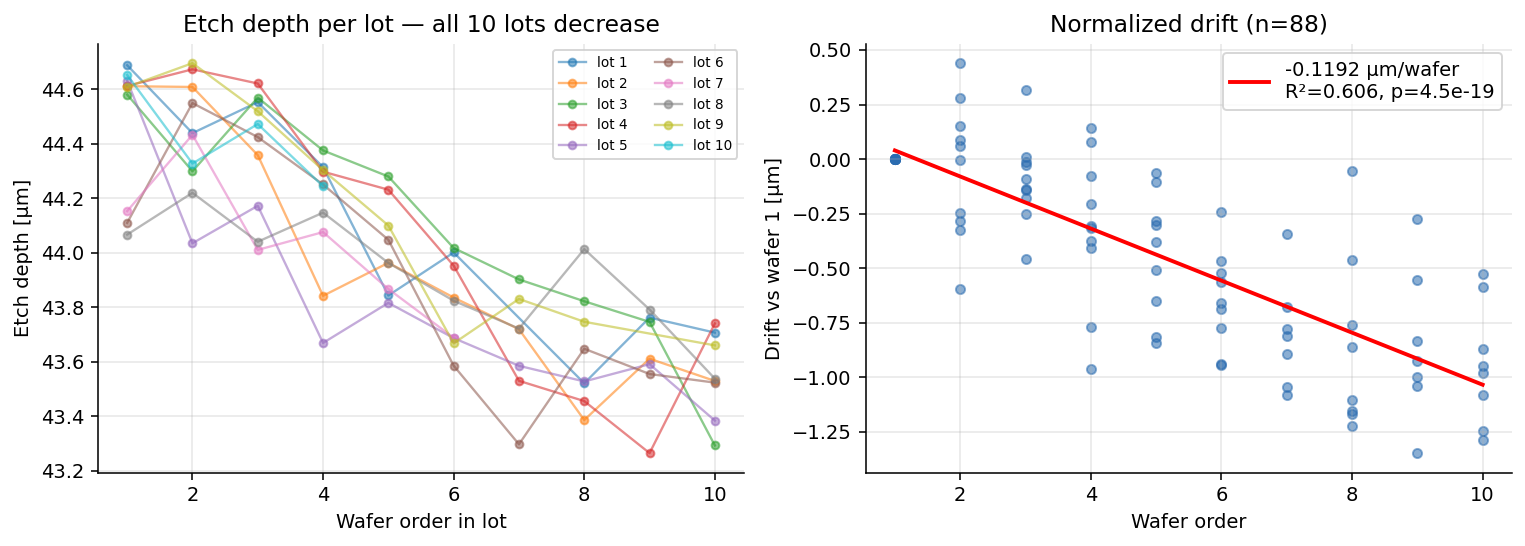 Etch depth per lot — all 10 lots decrease
Etch depth [µm]
44.6
44.4
44.2
44.0
43.8
43.6
43.4
43.2
2
4
6
8
10
Wafer order in lot
lot 1
lot 2
lot 3
lot 4
lot 5
lot 6
lot 7
lot 8
lot 9
lot 10
Normalized drift (n=88)
Drift vs wafer 1 [µm]
0.50
0.25
0.00
−0.25
−0.50
−0.75
−1.00
−1.25
2
4
6
8
10
Wafer order
-0.1192 µm/wafer
R²=0.606, p=4.5e-19